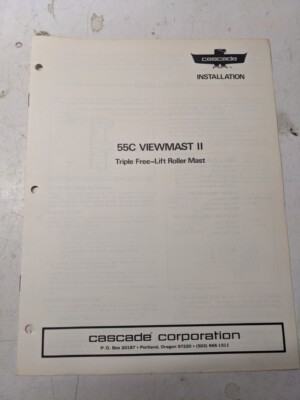 cascade
INSTALLATION
55C VIEWMAST II
Triple Free-Lift Roller Mast
cascade corporation
P.O. Box 20187 • Portland, Oregon 97220 • (503) 666-1511